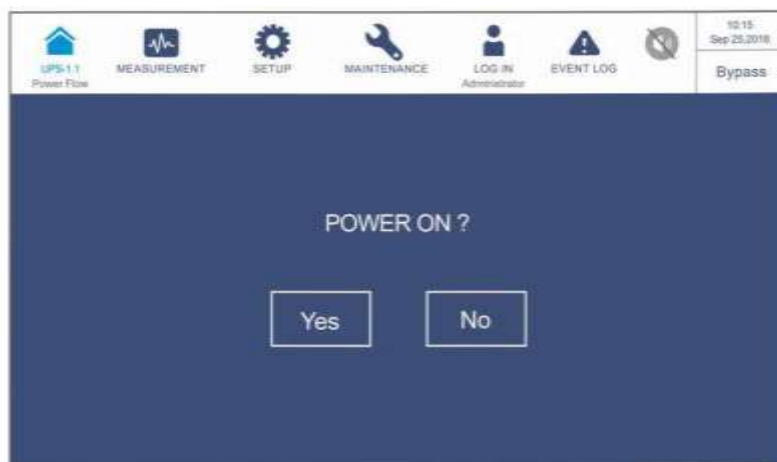 UPS-1.1
Power Flow
MEASUREMENT
SETUP
MAINTENANCE
LOG IN
Administrator
EVENT LOG
10:15
Sep 25,2018
Bypass
POWER ON ?
Yes
No